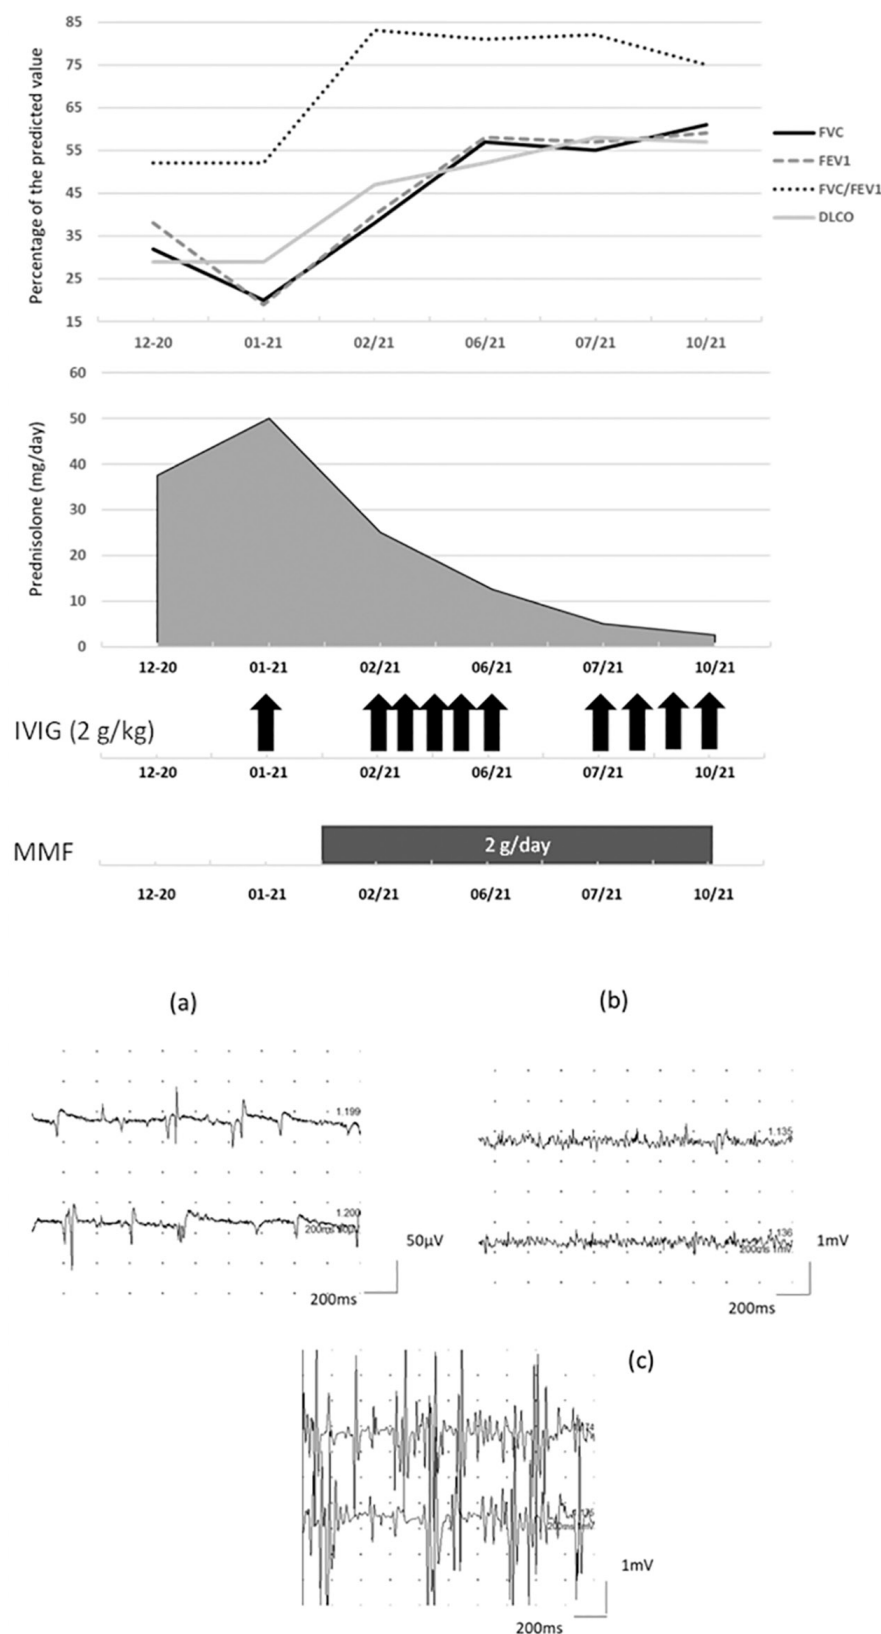 85
75
65
55
45
35
25
15
Percentage of the predicted value
12-20 01-21 02/21 06/21 07/21 10/21
FVC
FEV1
FVC/FEV1
DLCO
60
50
40
30
20
10
0
Prednisolone (mg/day)
12-20 01-21 02/21 06/21 07/21 10/21
IVIG (2 g/kg)
12-20 01-21 02/21 06/21 07/21 10/21
MMF
2 g/day
12-20 01-21 02/21 06/21 07/21 10/21
(a)
(b)
1.199
1.200
50µV
200ms
1.135
1.136
200ms 1mV
1mV
200ms
(c)
200ms 1mV
1mV
200ms